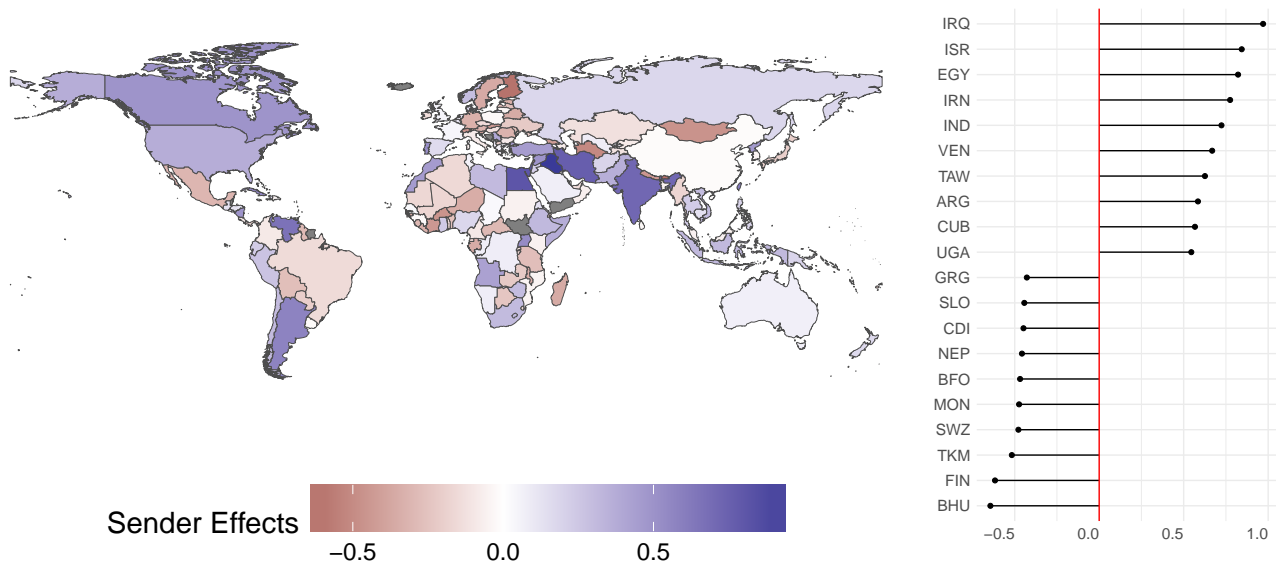 IRQ
ISR
EGY
IRN
IND
VEN
TAW
ARG
CUB
UGA
GRG
SLO
CDI
NEP
BFO
MON
SWZ
TKM
FIN
BHU
−0.5 0.0 0.5 1.0
Sender Effects
−0.5 0.0 0.5